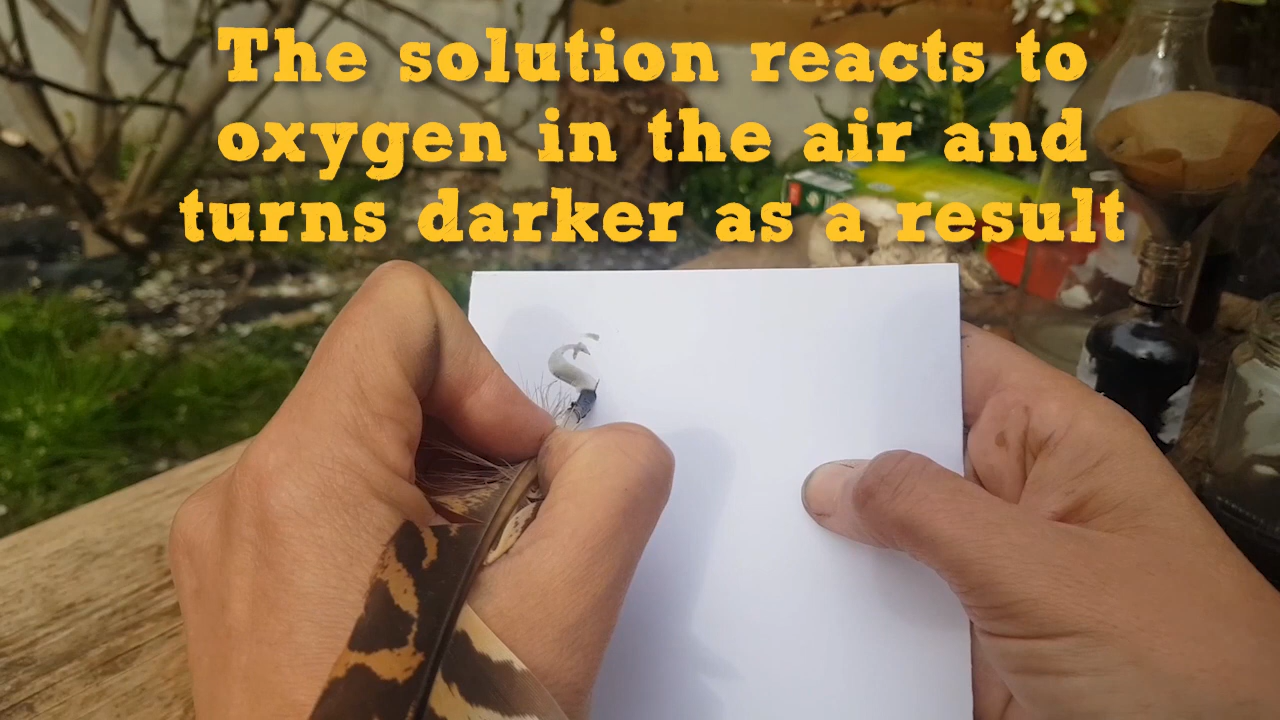 The solution reacts to
oxygen in the air and
turns darker as a result
S